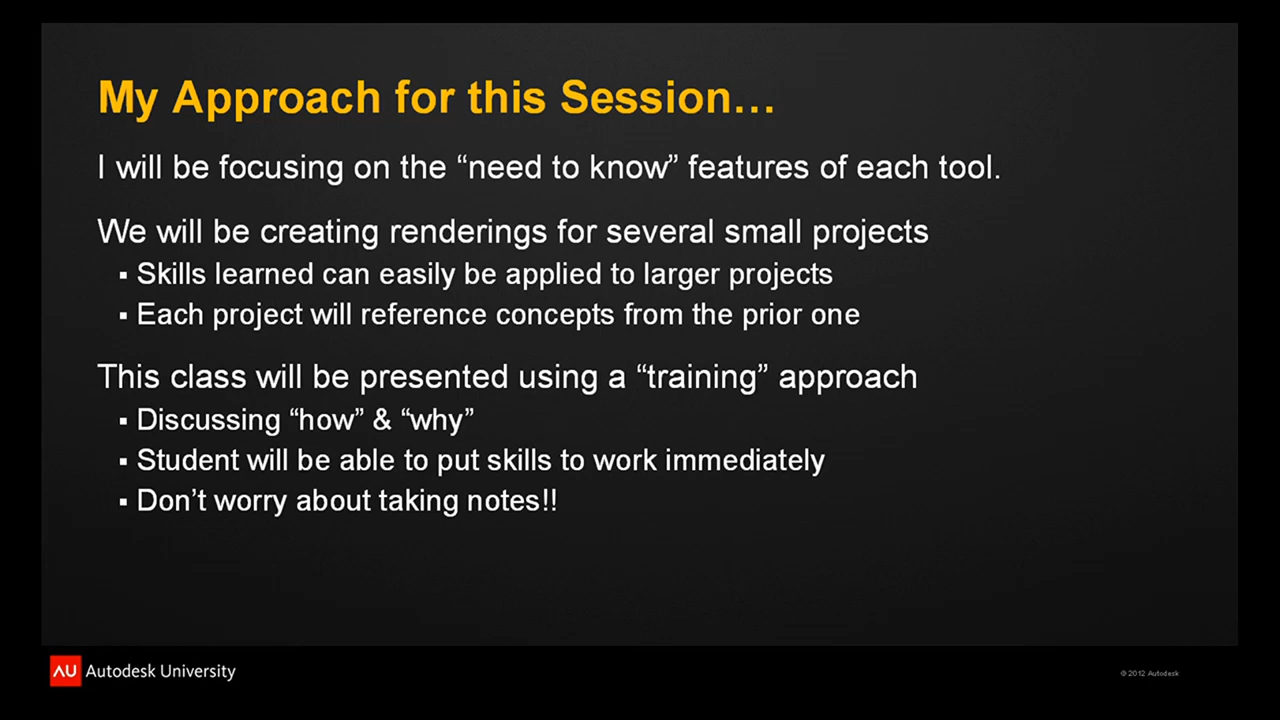 My Approach for this Session…
I will be focusing on the “need to know” features of each tool.
We will be creating renderings for several small projects
▪ Skills learned can easily be applied to larger projects
▪ Each project will reference concepts from the prior one
This class will be presented using a “training” approach
▪ Discussing “how” & “why”
▪ Student will be able to put skills to work immediately
▪ Don’t worry about taking notes!!
AU Autodesk University
© 2012 Autodesk